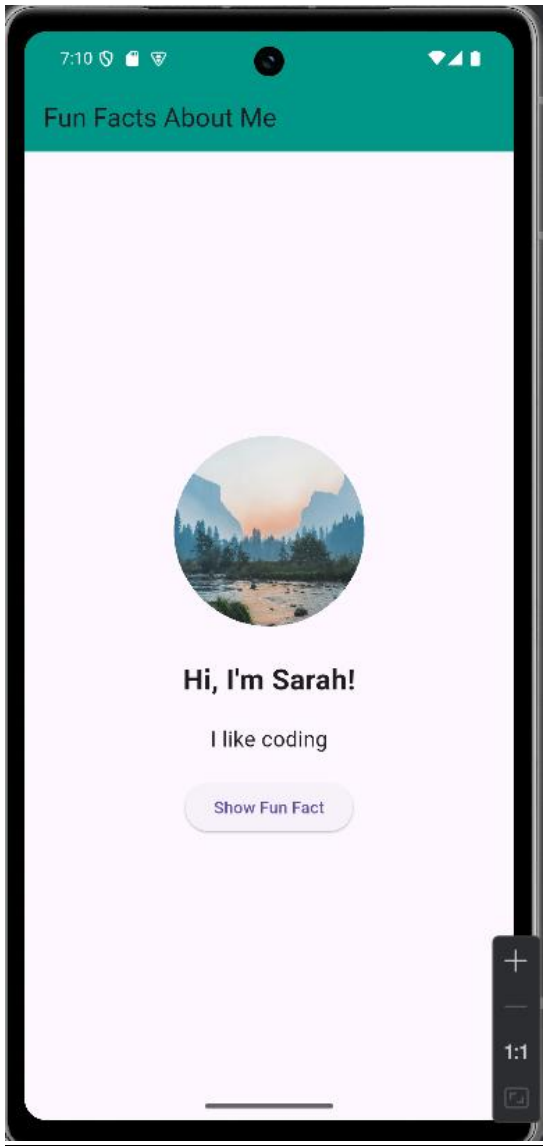 7:10
Fun Facts About Me
Hi, I'm Sarah!
I like coding
Show Fun Fact
1:1